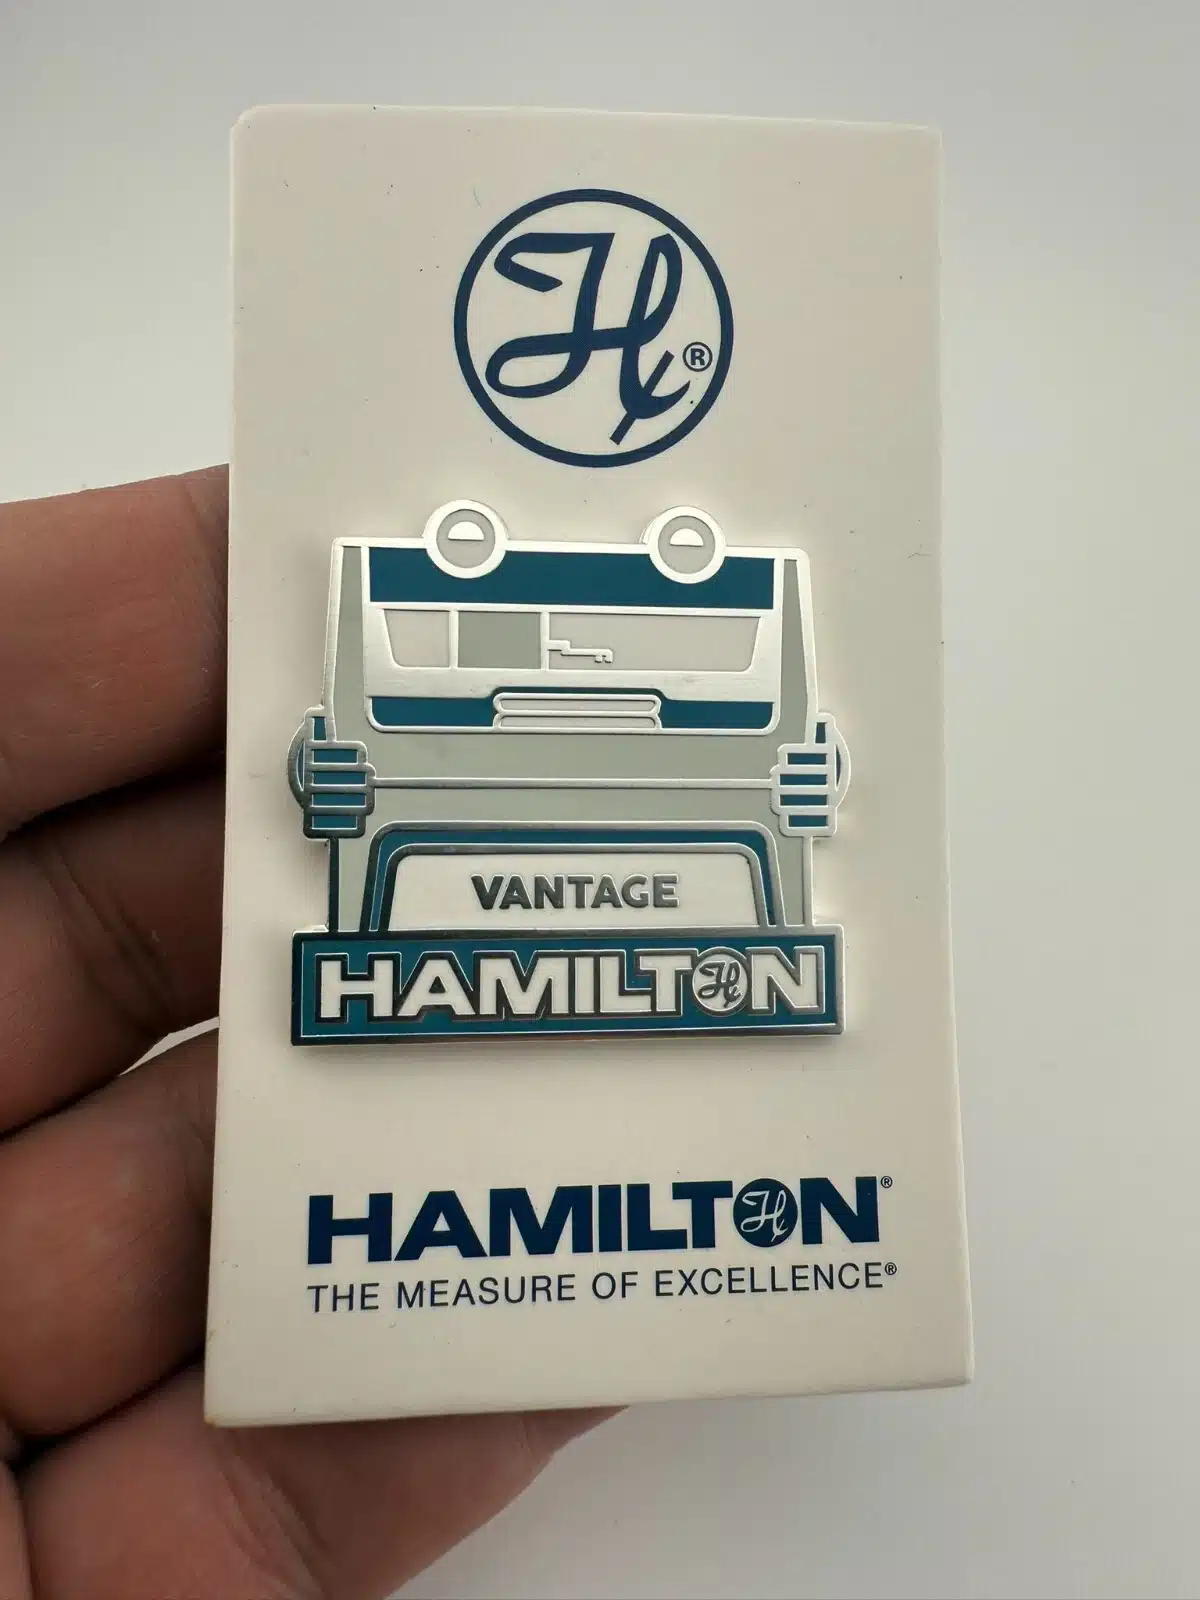 H®
VANTAGE
HAMILTON
HAMILTON®
THE MEASURE OF EXCELLENCE®